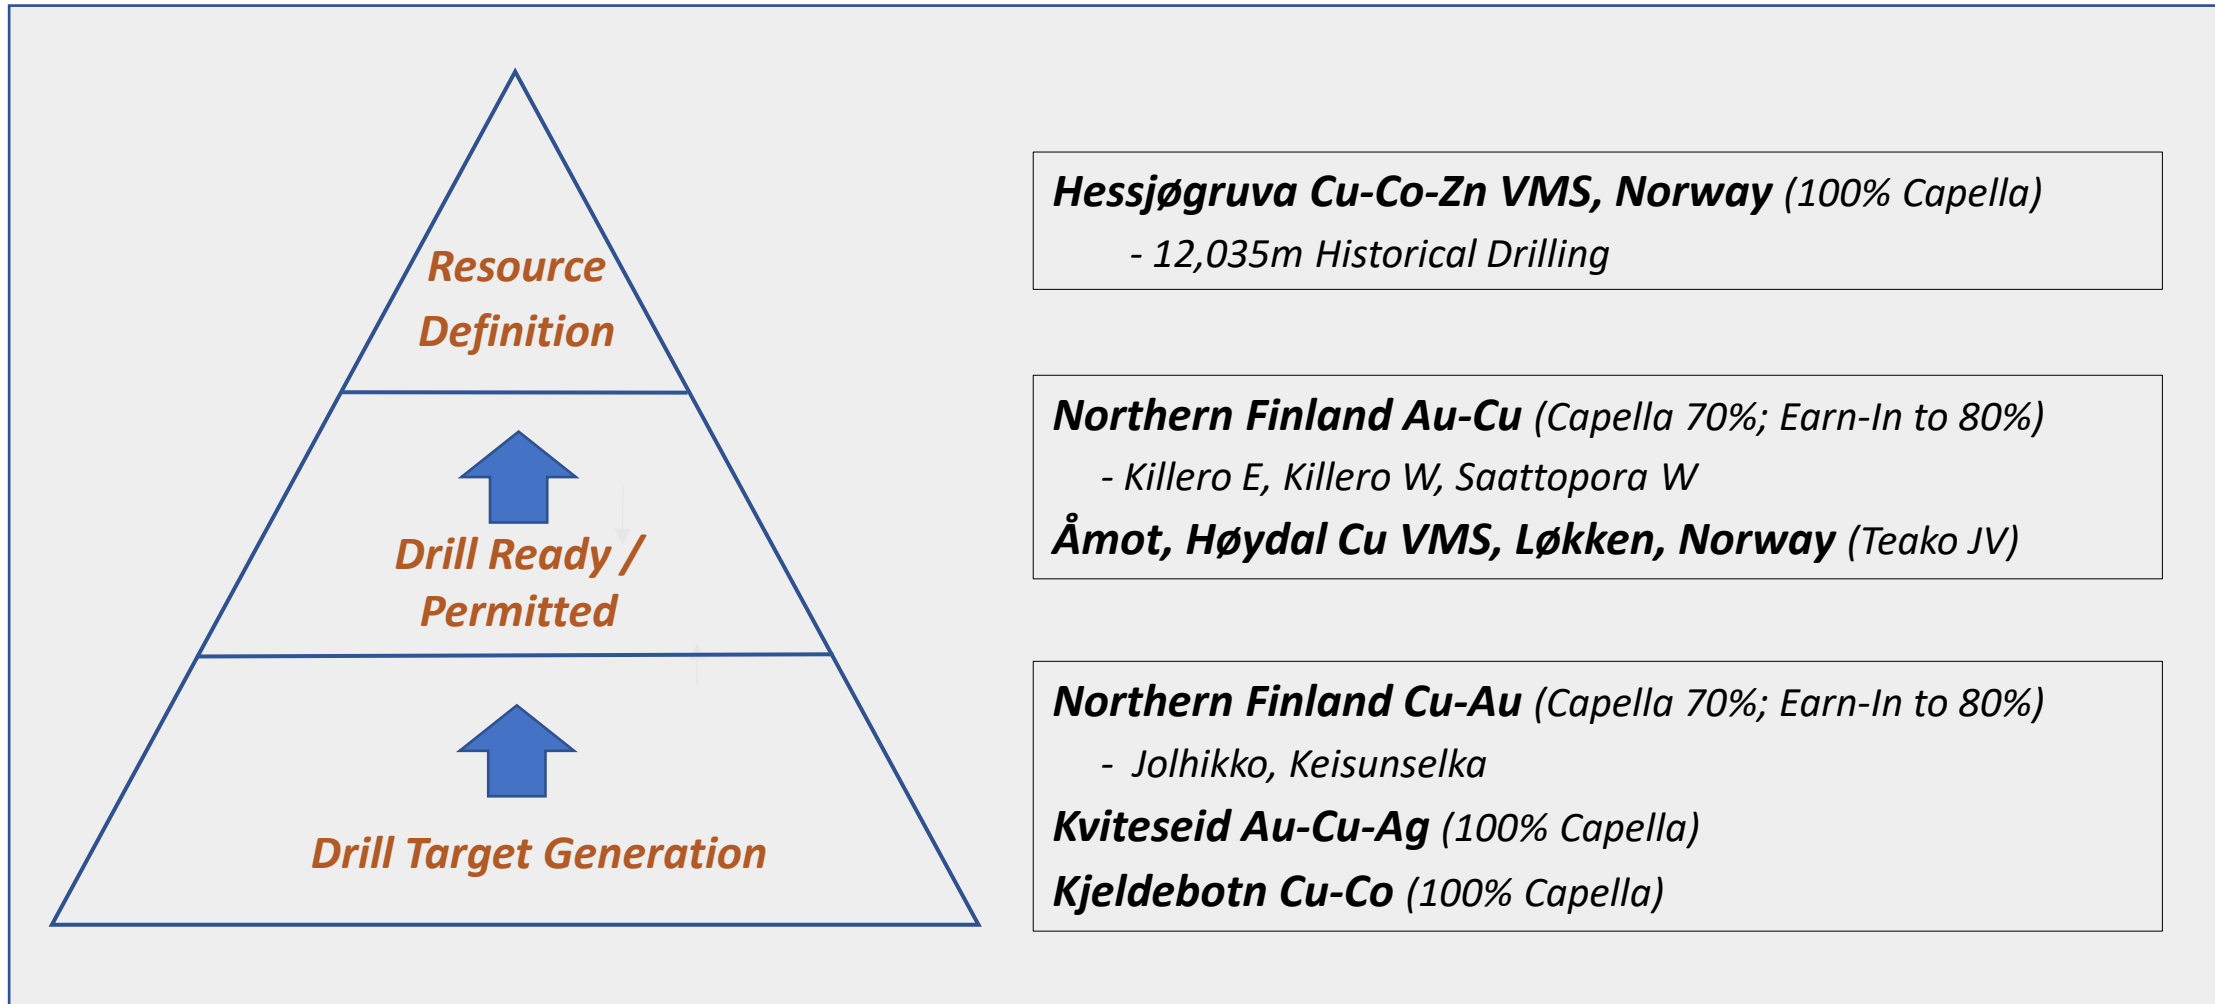 Resource
Definition
Drill Ready /
Permitted
Drill Target Generation
Hessjøgruva Cu-Co-Zn VMS, Norway (100% Capella)
- 12,035m Historical Drilling
Northern Finland Au-Cu (Capella 70%; Earn-In to 80%)
- Killero E, Killero W, Saattopora W
Åmot, Høydal Cu VMS, Løkken, Norway (Teako JV)
Northern Finland Cu-Au (Capella 70%; Earn-In to 80%)
- Jolhikko, Keisunselka
Kviteseid Au-Cu-Ag (100% Capella)
Kjeldebotn Cu-Co (100% Capella)